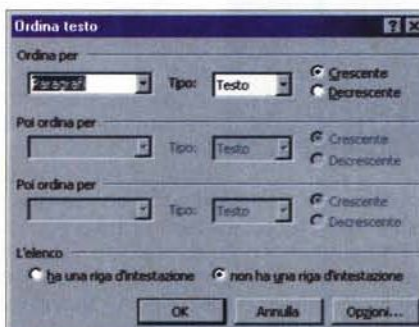 Ordina testo
Ordina per
Paragrafi Tipo: Testo Crescente
Decrescente
Poi ordina per
Tipo: Testo Crescente
Decrescente
Poi ordina per
Tipo: Testo Crescente
Decrescente
L'elenco
ha una riga d'intestazione non ha una riga d'intestazione
OK Annulla Opzioni...